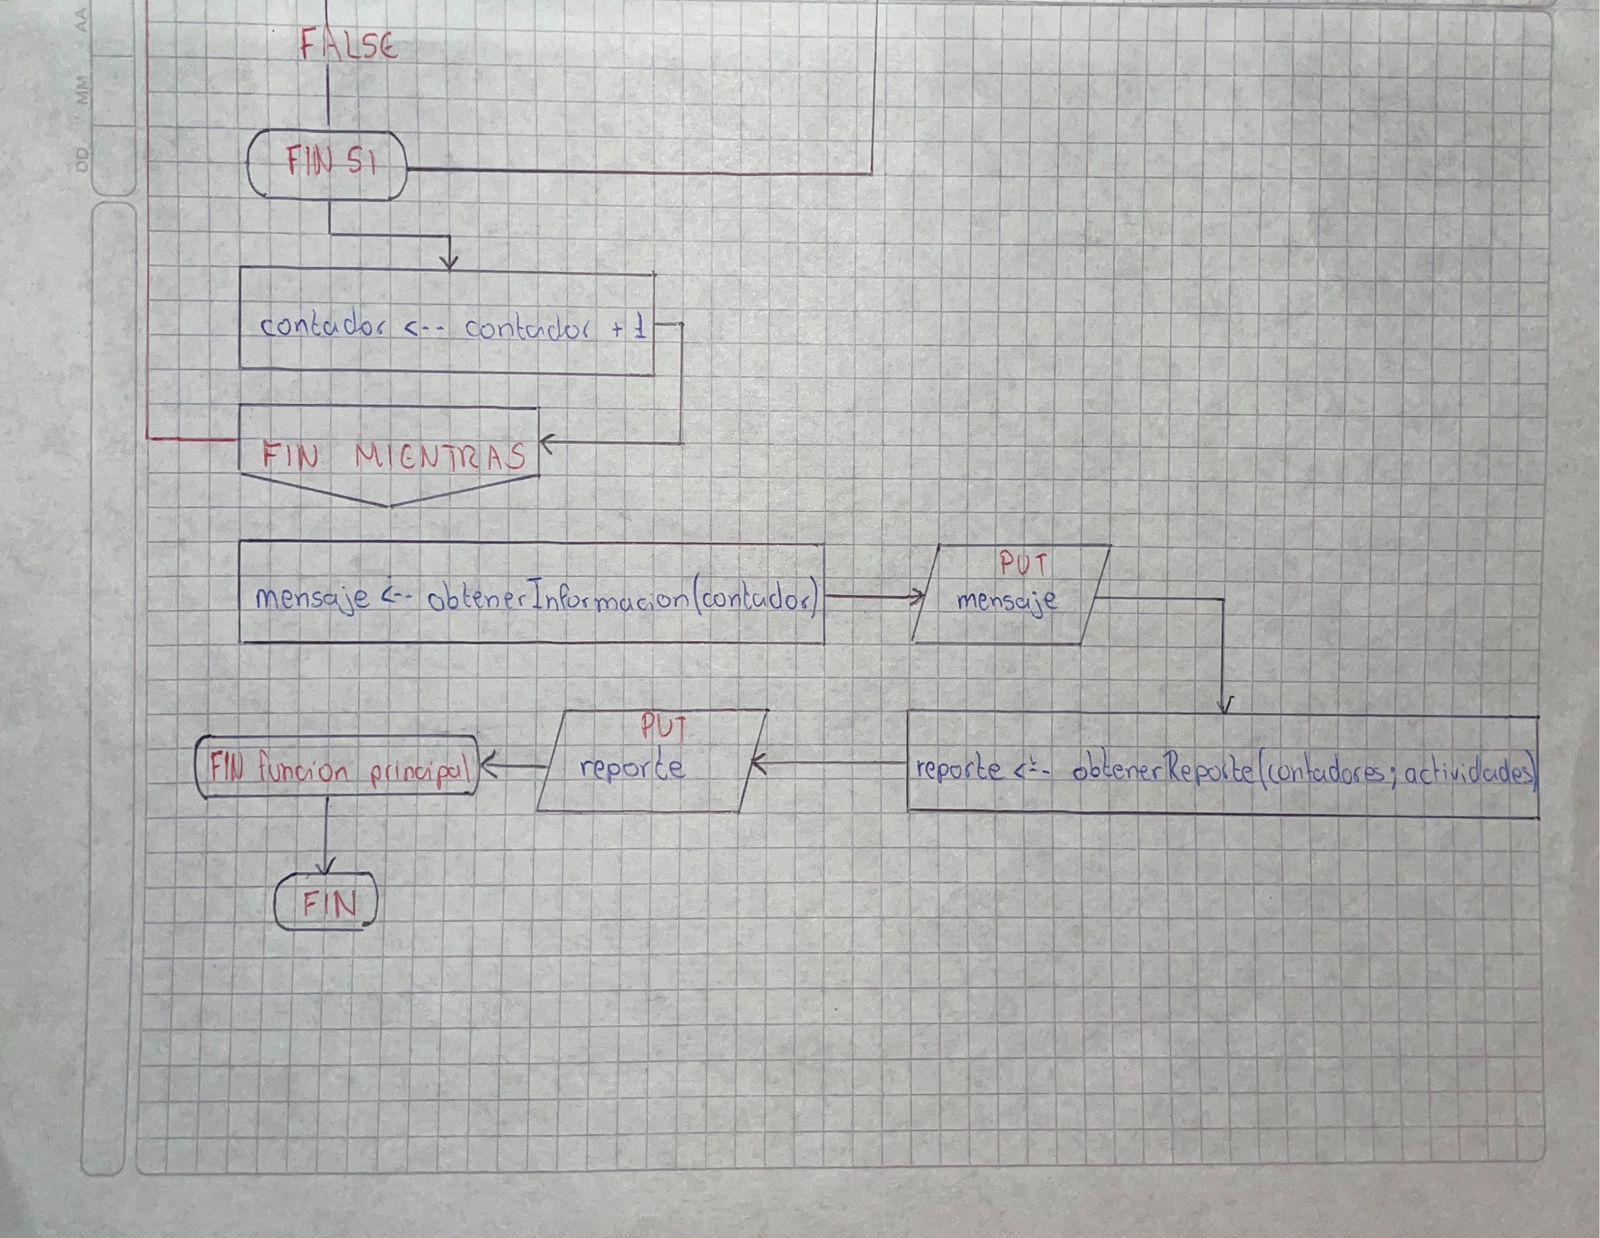 AA
MM
DD
FALSE
FIN SI
contador <-- contador + 1
FIN MIENTRAS
mensaje <-- obtenerInformacion(contador)
PUT
mensaje
FIN funcion principal
PUT
reporte
reporte <-- obtenerReporte(contadores; actividades)
FIN